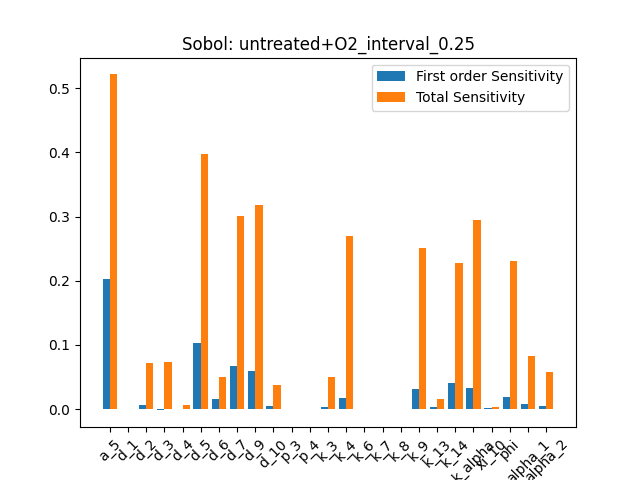 Sobol: untreated+O2_interval_0.25
First order Sensitivity
Total Sensitivity
0.5
0.4
0.3
0.2
0.1
0.0
a_5
d_1
d_2
d_3
d_4
d_5
d_6
d_7
d_9
d_10
p_3
p_4
k_3
k_4
k_6
k_7
k_8
k_9
k_13
k_14
k_alpha
xi_10
phi
alpha_1
alpha_2